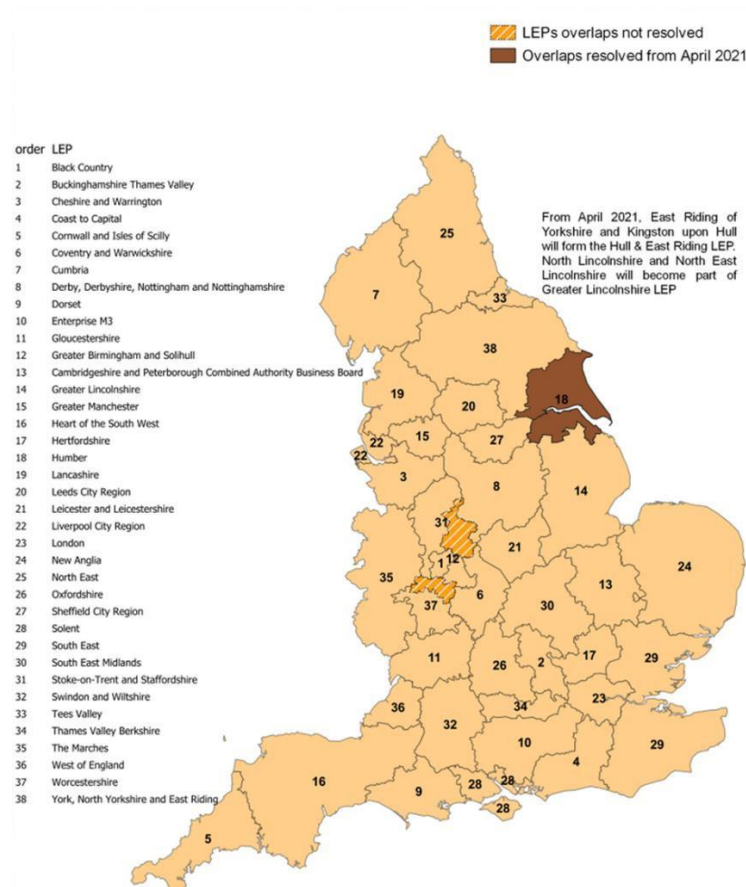 LEPs overlaps not resolved
Overlaps resolved from April 2021
order LEP
1 Black Country
2 Buckinghamshire Thames Valley
3 Cheshire and Warrington
4 Coast to Capital
5 Cornwall and Isles of Scilly
6 Coventry and Warwickshire
7 Cumbria
8 Derby, Derbyshire, Nottingham and Nottinghamshire
9 Dorset
10 Enterprise M3
11 Gloucestershire
12 Greater Birmingham and Solihull
13 Cambridgeshire and Peterborough Combined Authority Business Board
14 Greater Lincolnshire
15 Greater Manchester
16 Heart of the South West
17 Hertfordshire
18 Humber
19 Lancashire
20 Leeds City Region
21 Leicester and Leicestershire
22 Liverpool City Region
23 London
24 New Anglia
25 North East
26 Oxfordshire
27 Sheffield City Region
28 Solent
29 South East
30 South East Midlands
31 Stoke-on-Trent and Staffordshire
32 Swindon and Wiltshire
33 Tees Valley
34 Thames Valley Berkshire
35 The Marches
36 West of England
37 Worcestershire
38 York, North Yorkshire and East Riding
From April 2021, East Riding of
Yorkshire and Kingston upon Hull
will form the Hull & East Riding LEP.
North Lincolnshire and North East
Lincolnshire will become part of
Greater Lincolnshire LEP
25
7
33
38
18
19
20
22
15
27
22
3
8
14
31
21
24
1
12
35
13
6
30
37
11
26
2
17
29
23
36
34
32
10
29
4
16
9
28
28
28
5